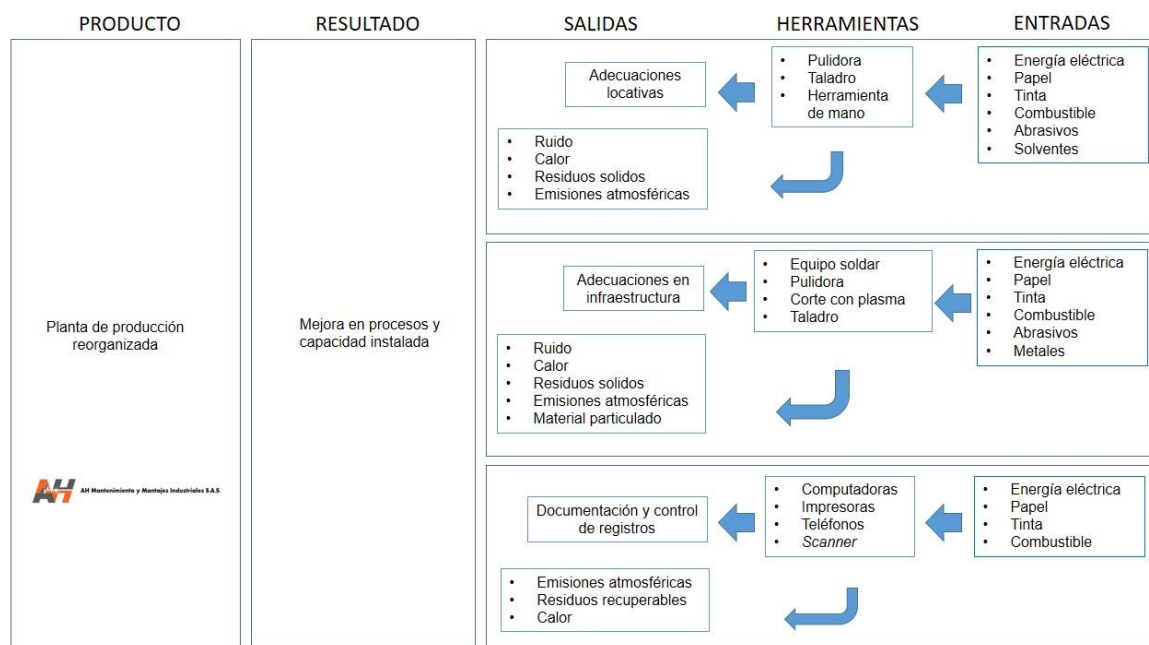 PRODUCTO
RESULTADO
SALIDAS
HERRAMIENTAS
ENTRADAS
Planta de producción
reorganizada
AH
AH Mantenimiento y Montajes Industriales S.A.S
Mejora en procesos y
capacidad instalada
Adecuaciones
locativas
• Ruido
• Calor
• Residuos solidos
• Emisiones atmosféricas
• Pulidora
• Taladro
• Herramienta
de mano
• Energía eléctrica
• Papel
• Tinta
• Combustible
• Abrasivos
• Solventes
Adecuaciones en
infraestructura
• Ruido
• Calor
• Residuos solidos
• Emisiones atmosféricas
• Material particulado
• Equipo soldar
• Pulidora
• Corte con plasma
• Taladro
• Energía eléctrica
• Papel
• Tinta
• Combustible
• Abrasivos
• Metales
Documentación y control
de registros
• Emisiones atmosféricas
• Residuos recuperables
• Calor
• Computadoras
• Impresoras
• Teléfonos
• Scanner
• Energía eléctrica
• Papel
• Tinta
• Combustible